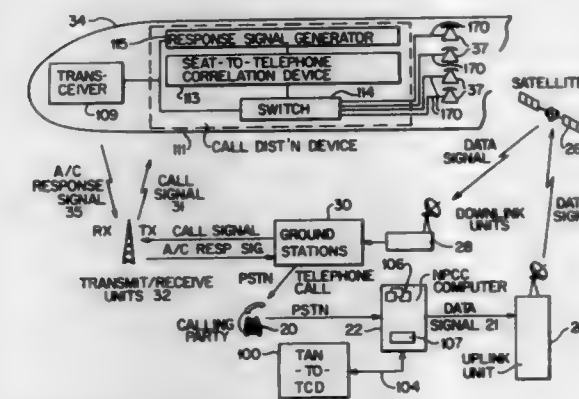 34
115
RESPONSE SIGNAL GENERATOR
170
37
SEAT-TO-TELEPHONE
CORRELATION DEVICE
TRANS-
CEIVER
109
113
114
SWITCH
170
37
170
111
CALL DIST'N DEVICE
SATELLITE
26
DATA
SIGNAL
DATA
SIGN
A/C
RESPONSE
SIGNAL
35
CALL
SIGNAL
31
DOWNLINK
UNITS
RX
TX
CALL SIGNAL
A/C RESP SIG.
30
GROUND
STATIONS
28
TRANSMIT/RECEIVE
UNITS 32
PSTN
TELEPHONE
CALL
106
NPCC
COMPUTER
CALLING
PARTY
20
PSTN
22
DATA
SIGNAL 21
107
UPLINK
UNIT
2
100
TAN
-TO-
TCD
104